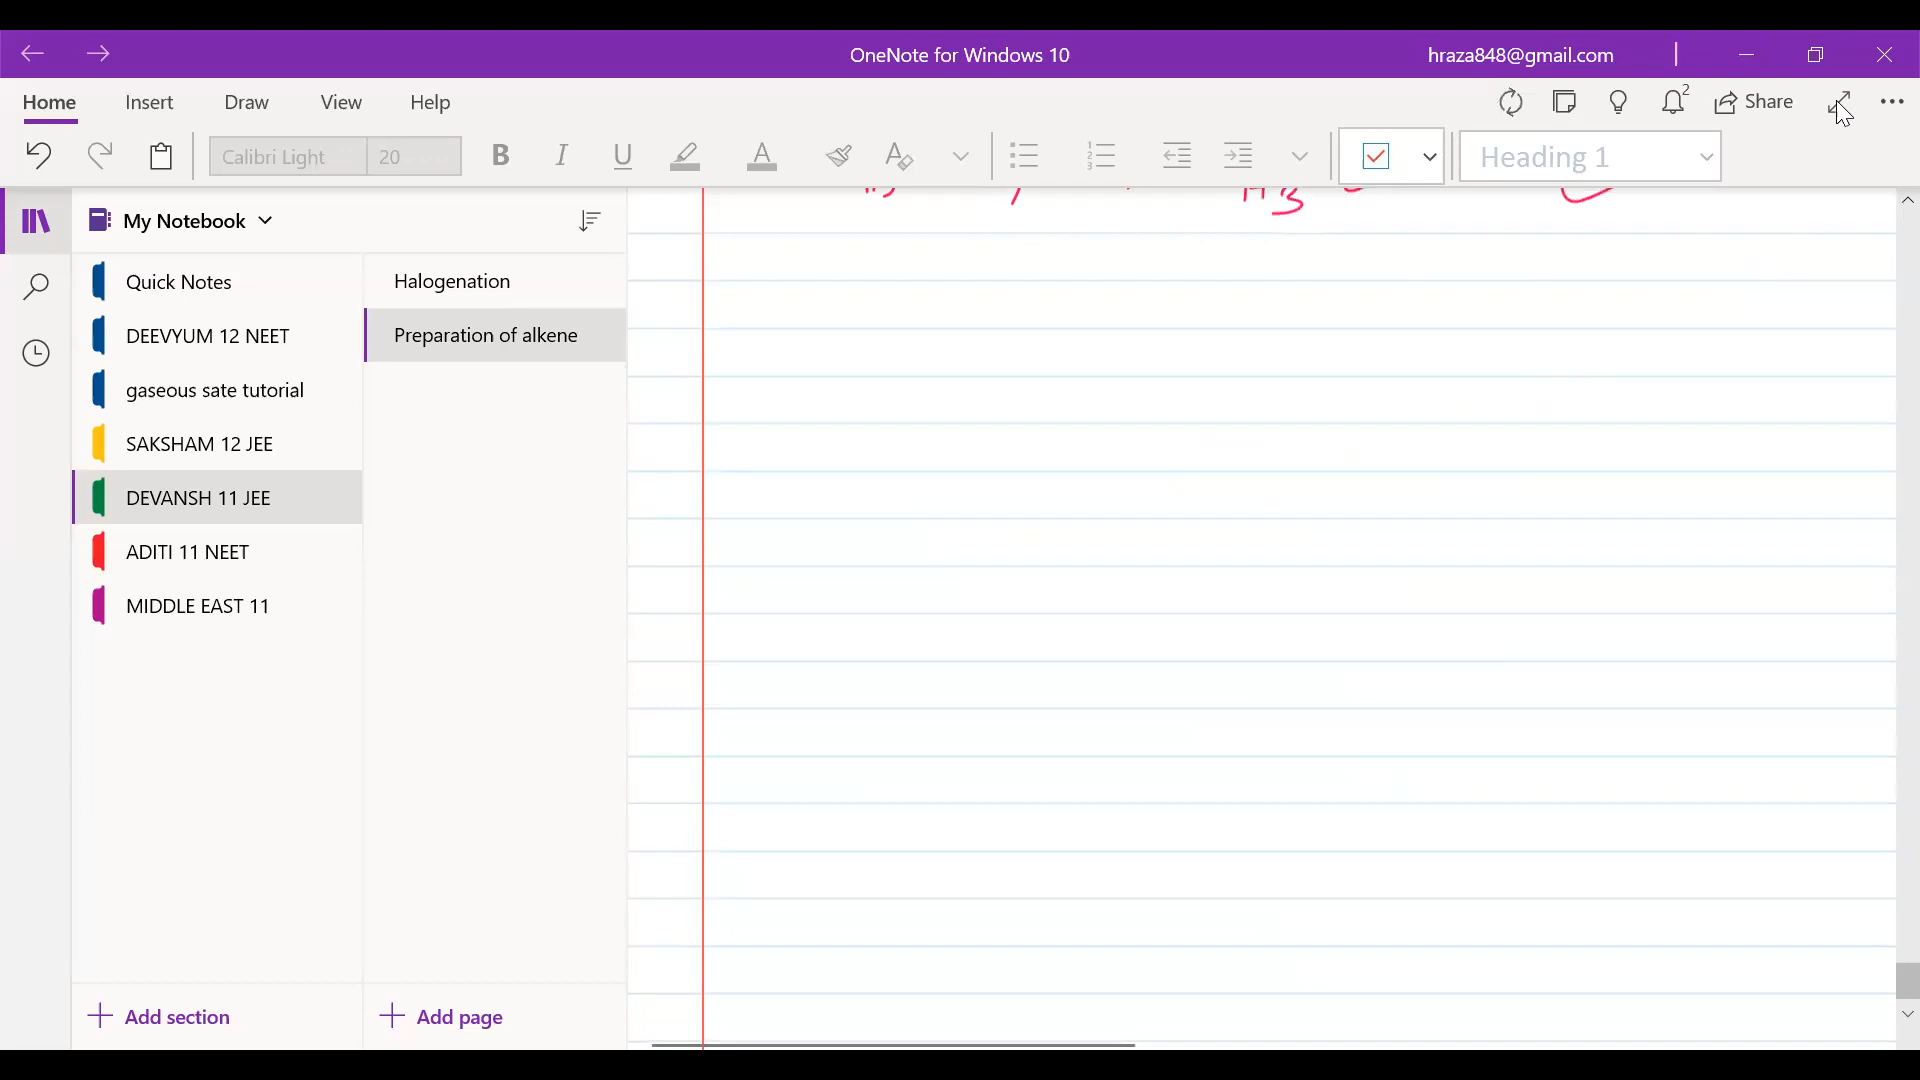 OneNote for Windows 10
hraza848@gmail.com
Home Insert Draw View Help
2
Share
Calibri Light 20
B I U A A
Heading 1
My Notebook
Quick Notes
DEEVYUM 12 NEET
gaseous sate tutorial
SAKSHAM 12 JEE
DEVANSH 11 JEE
ADITI 11 NEET
MIDDLE EAST 11
Halogenation
Preparation of alkene
Add section
Add page